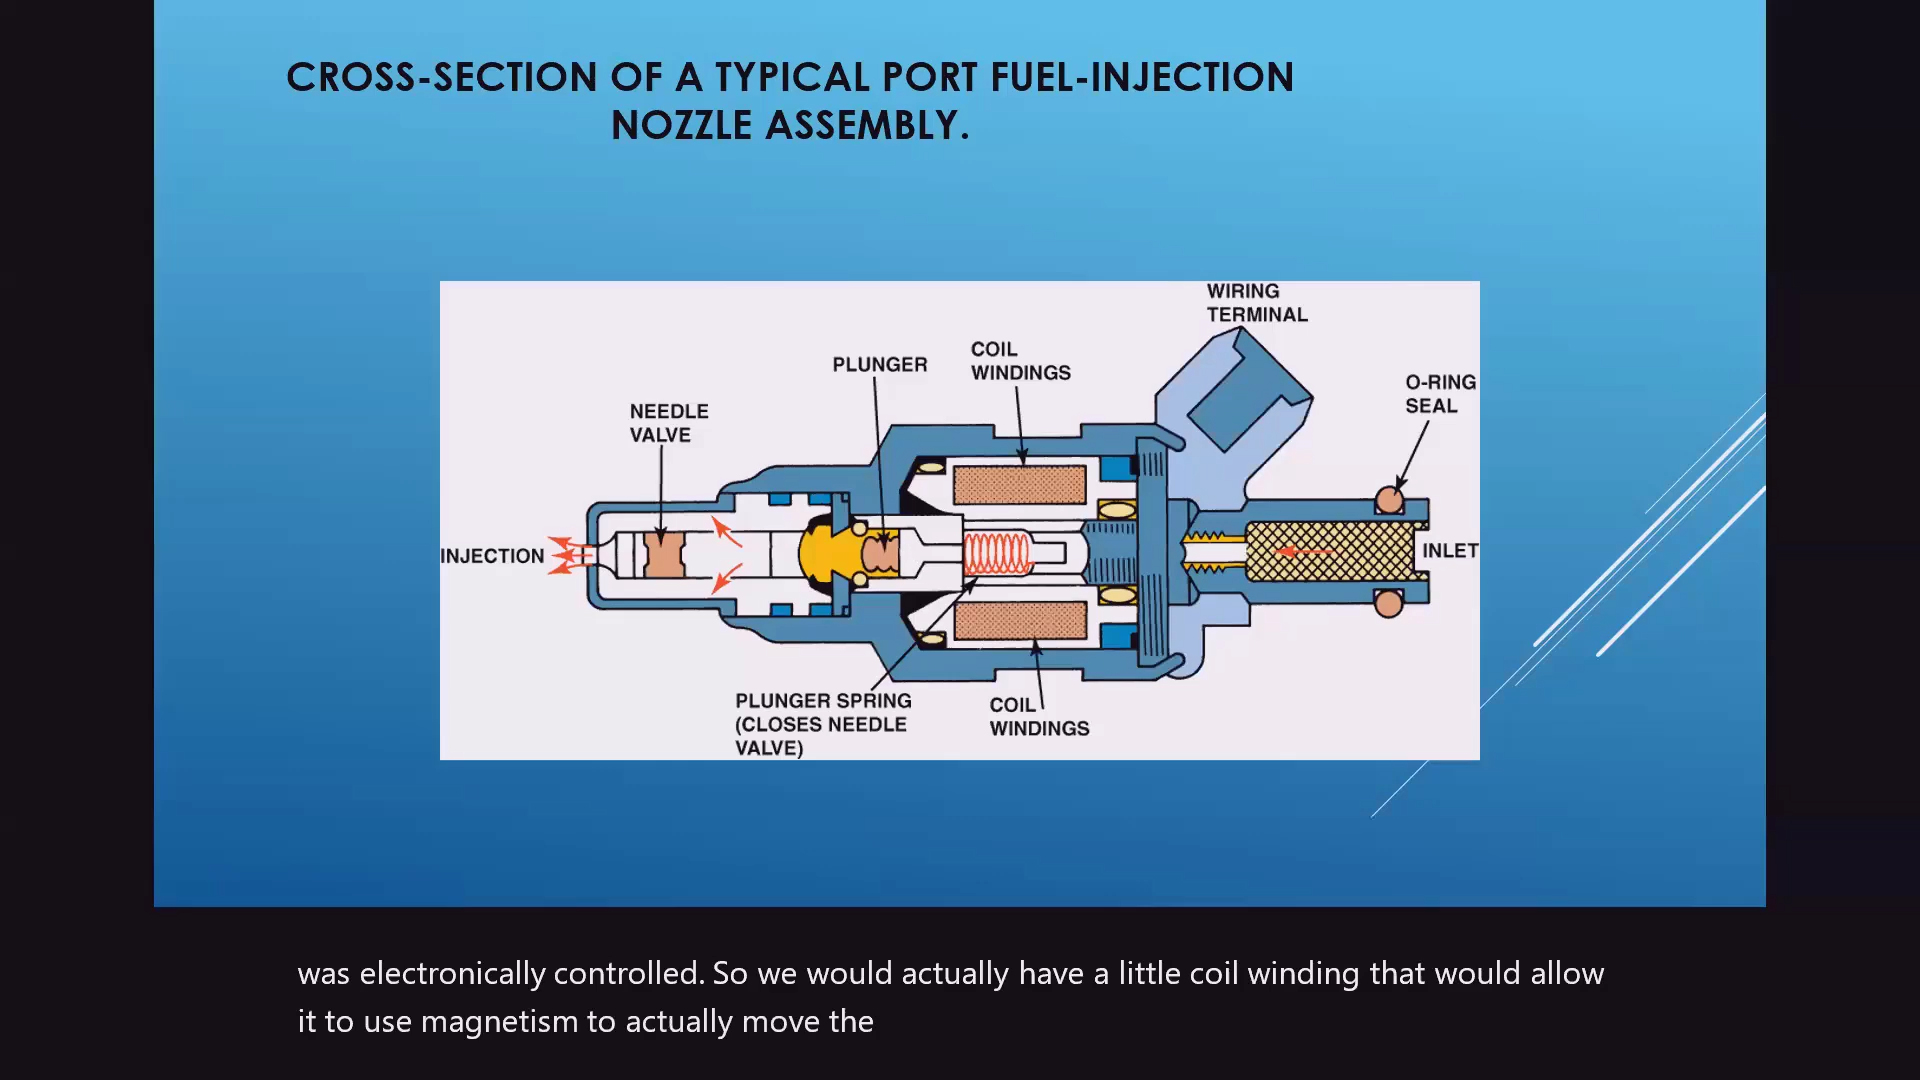 CROSS-SECTION OF A TYPICAL PORT FUEL-INJECTION
NOZZLE ASSEMBLY.
WIRING
TERMINAL
COIL
WINDINGS
PLUNGER
O-RING
SEAL
NEEDLE
VALVE
INJECTION
INLET
PLUNGER SPRING
(CLOSES NEEDLE
VALVE)
COIL
WINDINGS
was electronically controlled. So we would actually have a little coil winding that would allow
it to use magnetism to actually move the